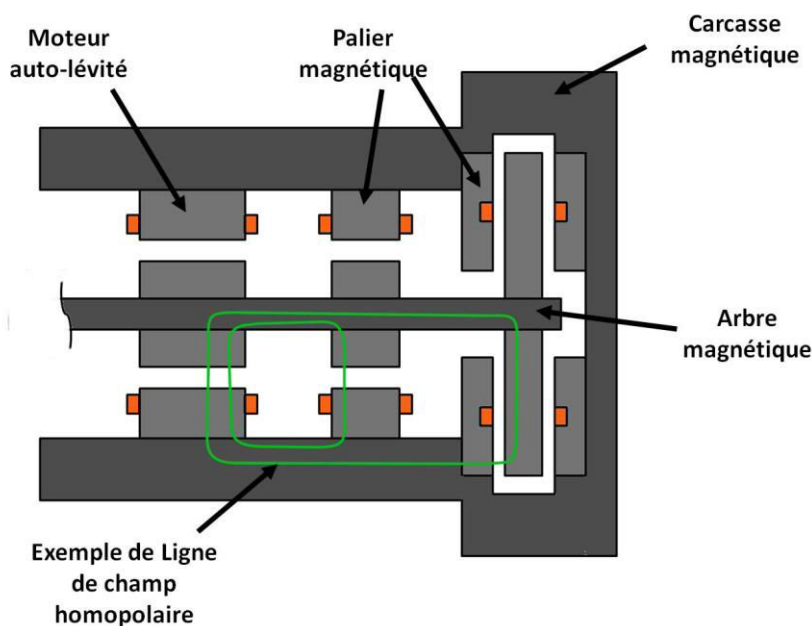 Moteur
auto-lévité
Palier
magnétique
Carcasse
magnétique
Arbre
magnétique
Exemple de Ligne
de champ
homopolaire